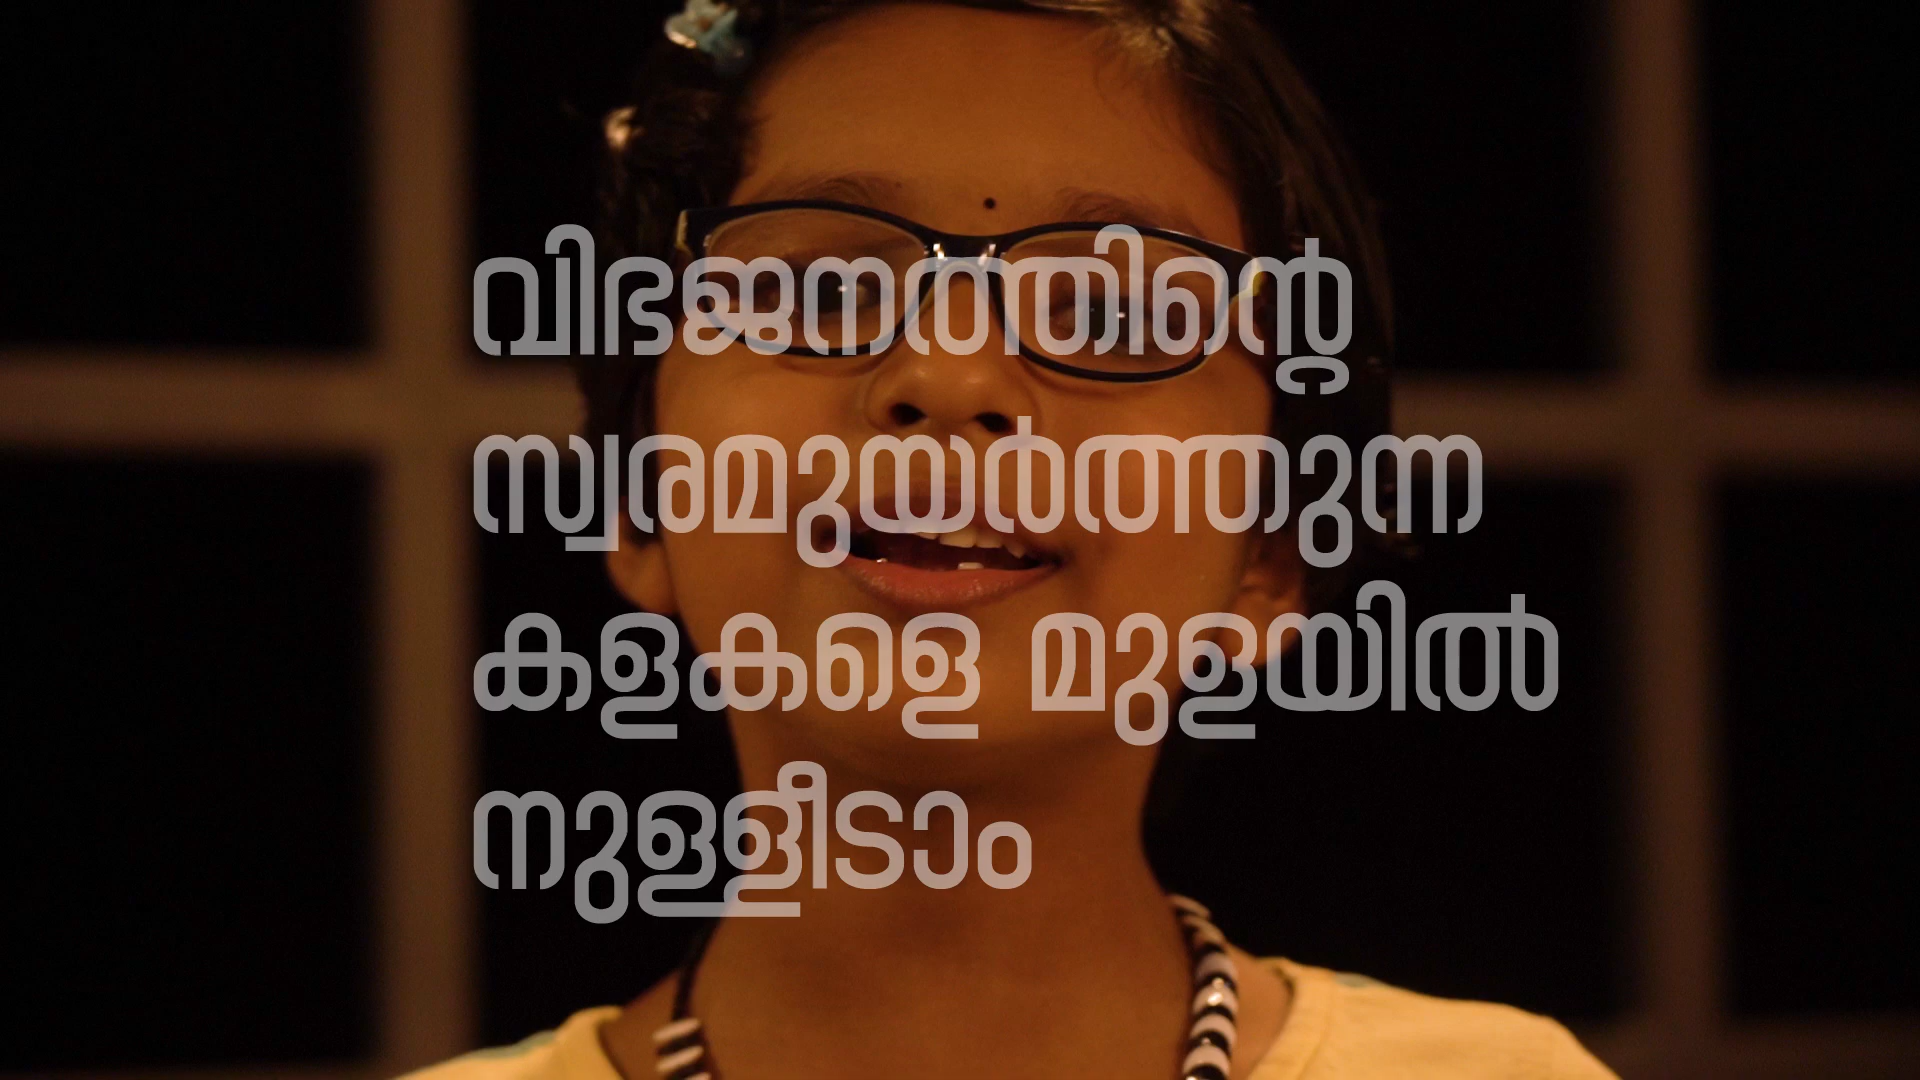 വിഭജനത്തിന്റെ
സ്വരമുയർത്തുന്ന
കളകളെ മുളയിൽ
നുള്ളീടാം